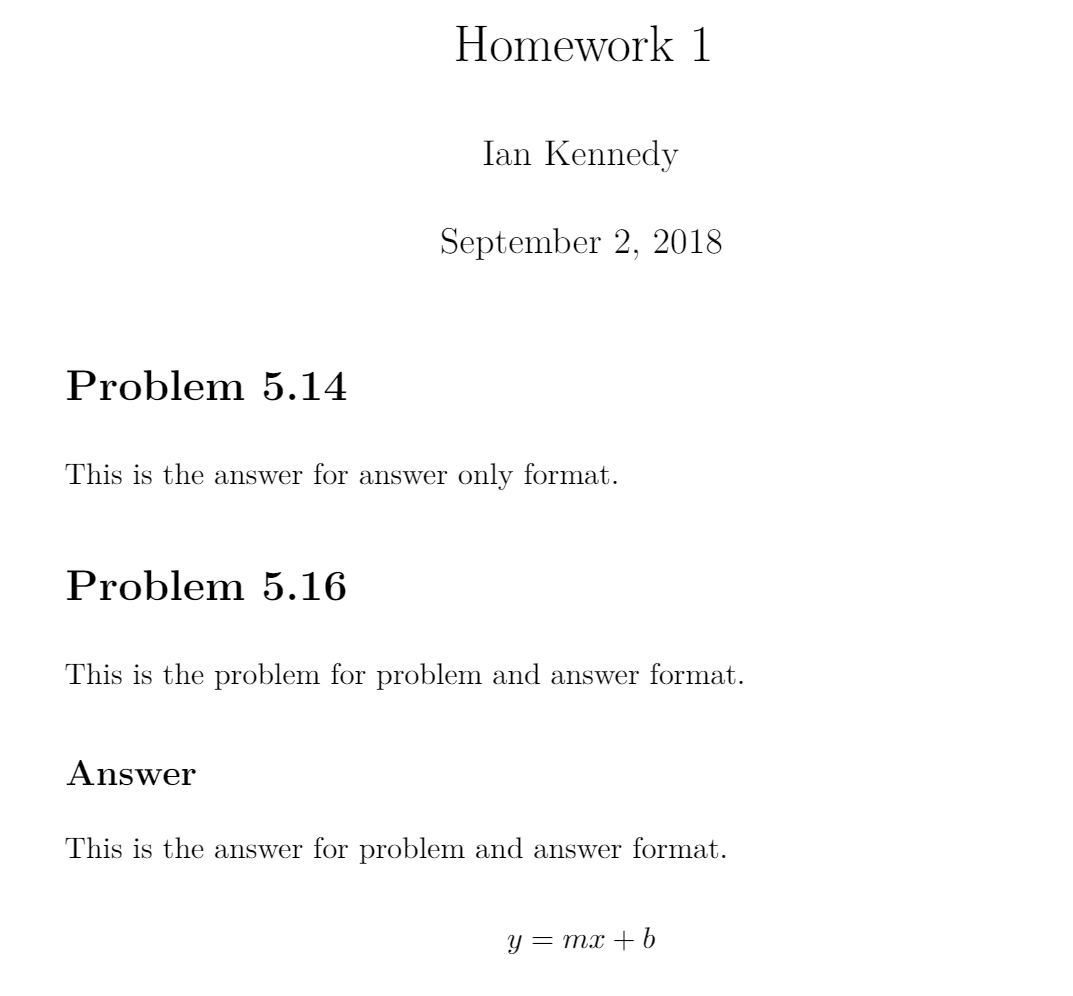 Homework 1
Ian Kennedy
September 2, 2018
Problem 5.14
This is the answer for answer only format.
Problem 5.16
This is the problem for problem and answer format.
Answer
This is the answer for problem and answer format.
y = mx + b